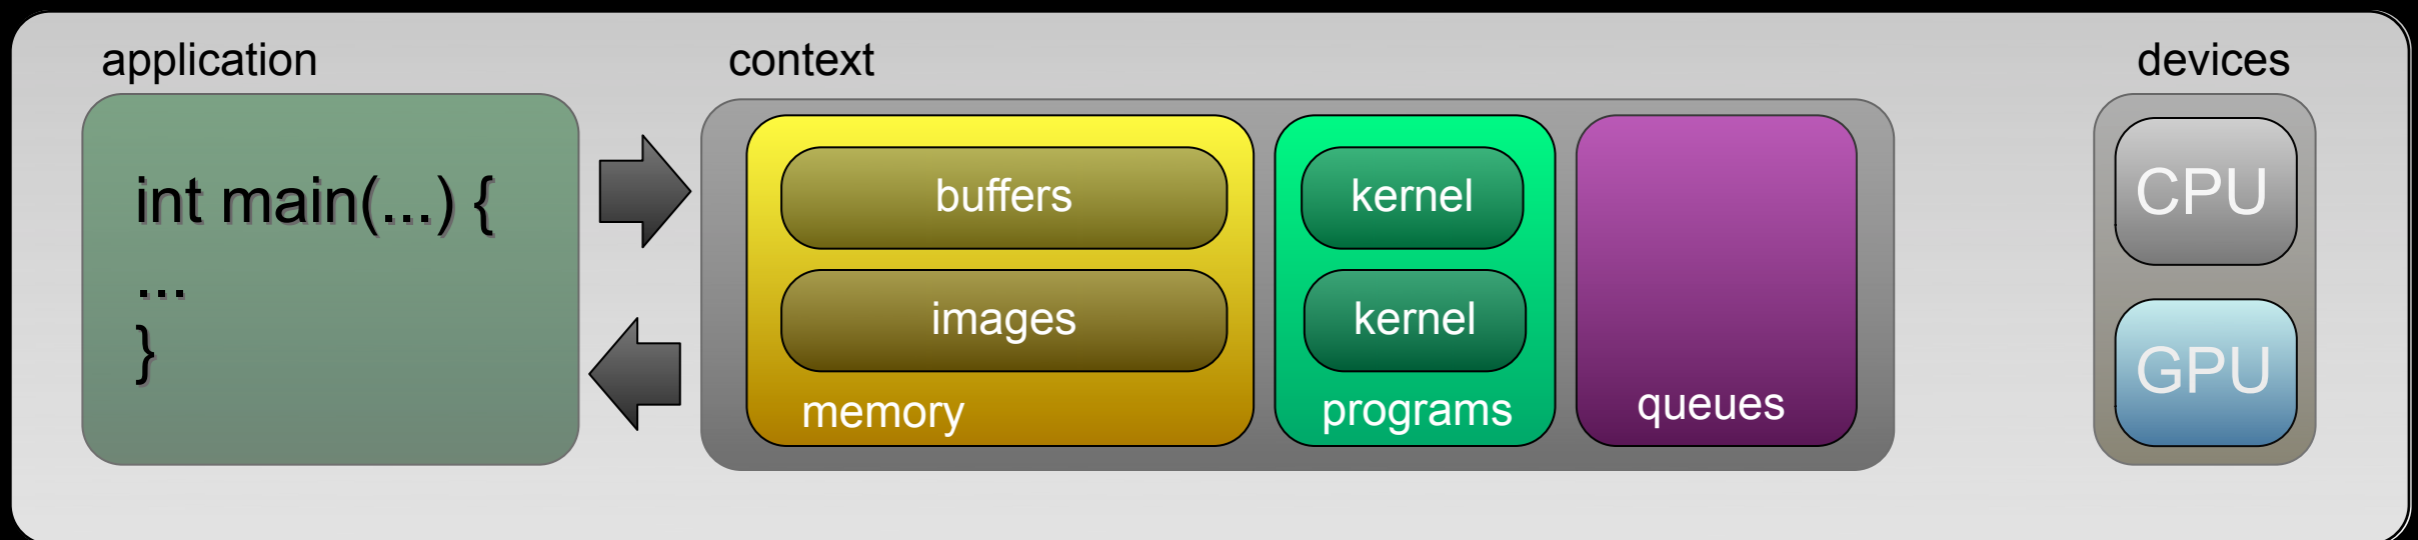 application
int main(...) {
...
}
context
buffers
images
memory
kernel
kernel
programs
queues
devices
CPU
GPU